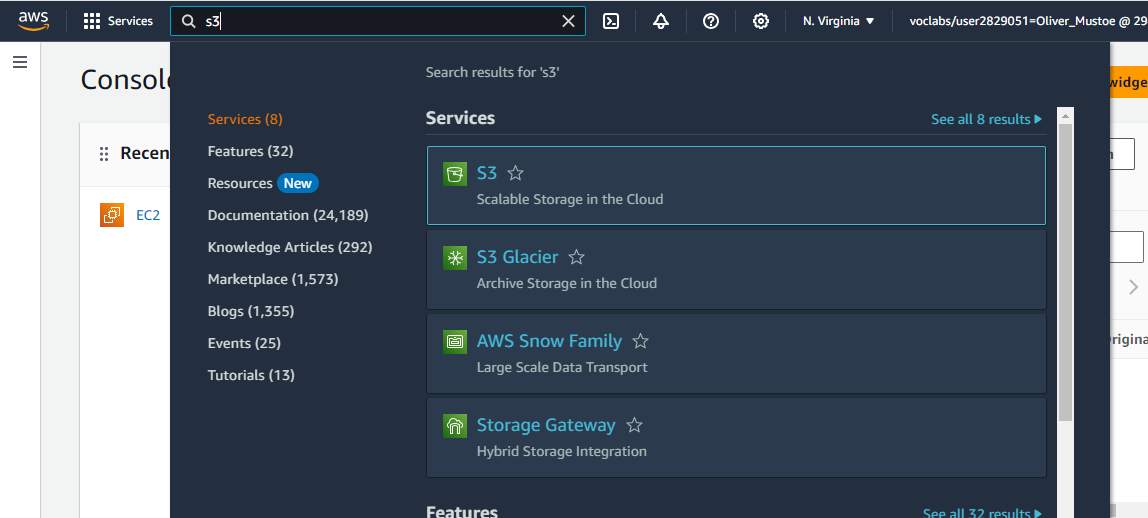 aws
Services
s3
N. Virginia
voclabs/user2829051=Oliver_Mustoe @ 29
Search results for 's3'
Services (8)
Features (32)
Resources New
Documentation (24,189)
Knowledge Articles (292)
Marketplace (1,573)
Blogs (1,355)
Events (25)
Tutorials (13)
Services
See all 8 results
S3
Scalable Storage in the Cloud
S3 Glacier
Archive Storage in the Cloud
AWS Snow Family
Large Scale Data Transport
Storage Gateway
Hybrid Storage Integration
Features
See all 32 results
Consol
Recen
EC2
widge
rigina